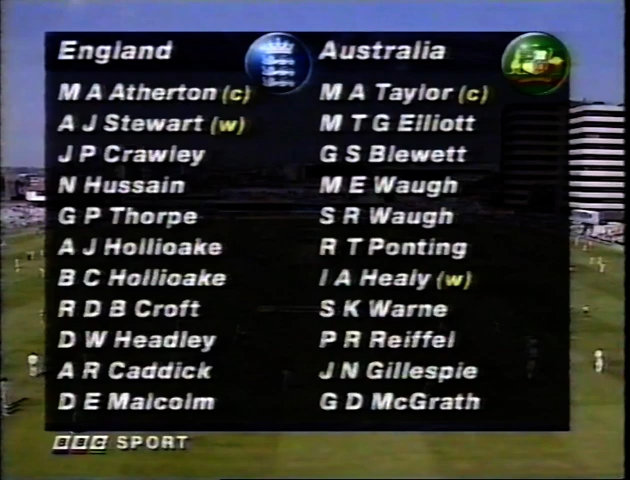 England
M A Atherton (c)
A J Stewart (w)
J P Crawley
N Hussain
G P Thorpe
A J Hollioake
B C Hollioake
R D B Croft
D W Headley
A R Caddick
D E Malcolm
Australia
M A Taylor (c)
M T G Elliott
G S Blewett
M E Waugh
S R Waugh
R T Ponting
I A Healy (w)
S K Warne
P R Reiffel
J N Gillespie
G D McGrath
BBC SPORT